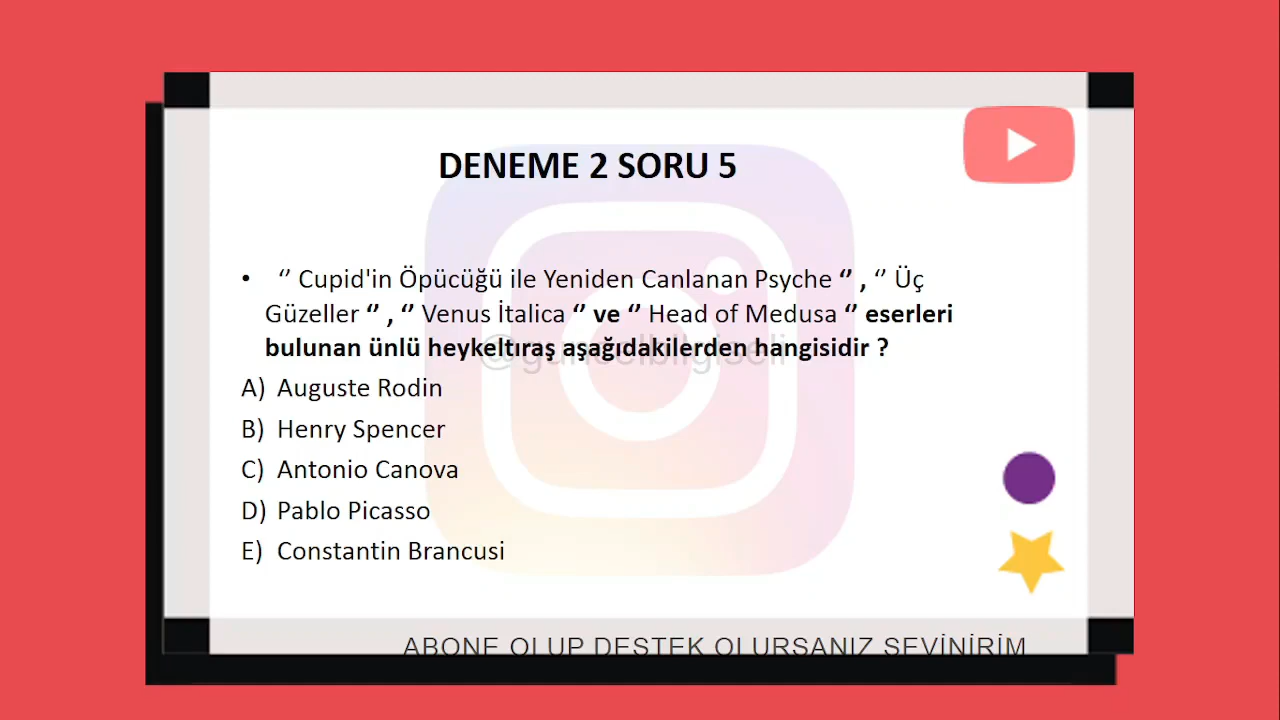 DENEME 2 SORU 5
• ‘’ Cupid'in Öpücüğü ile Yeniden Canlanan Psyche ‘’ , ‘’ Üç
Güzeller ‘’ , ‘’ Venus İtalica ‘’ ve ‘’ Head of Medusa ‘’ eserleri
bulunan ünlü heykeltıraş aşağıdakilerden hangisidir ?
@guncelbilgiseli
A) Auguste Rodin
B) Henry Spencer
C) Antonio Canova
D) Pablo Picasso
E) Constantin Brancusi
ABONE OLUP DESTEK OLURSANIZ SEVİNİRİM